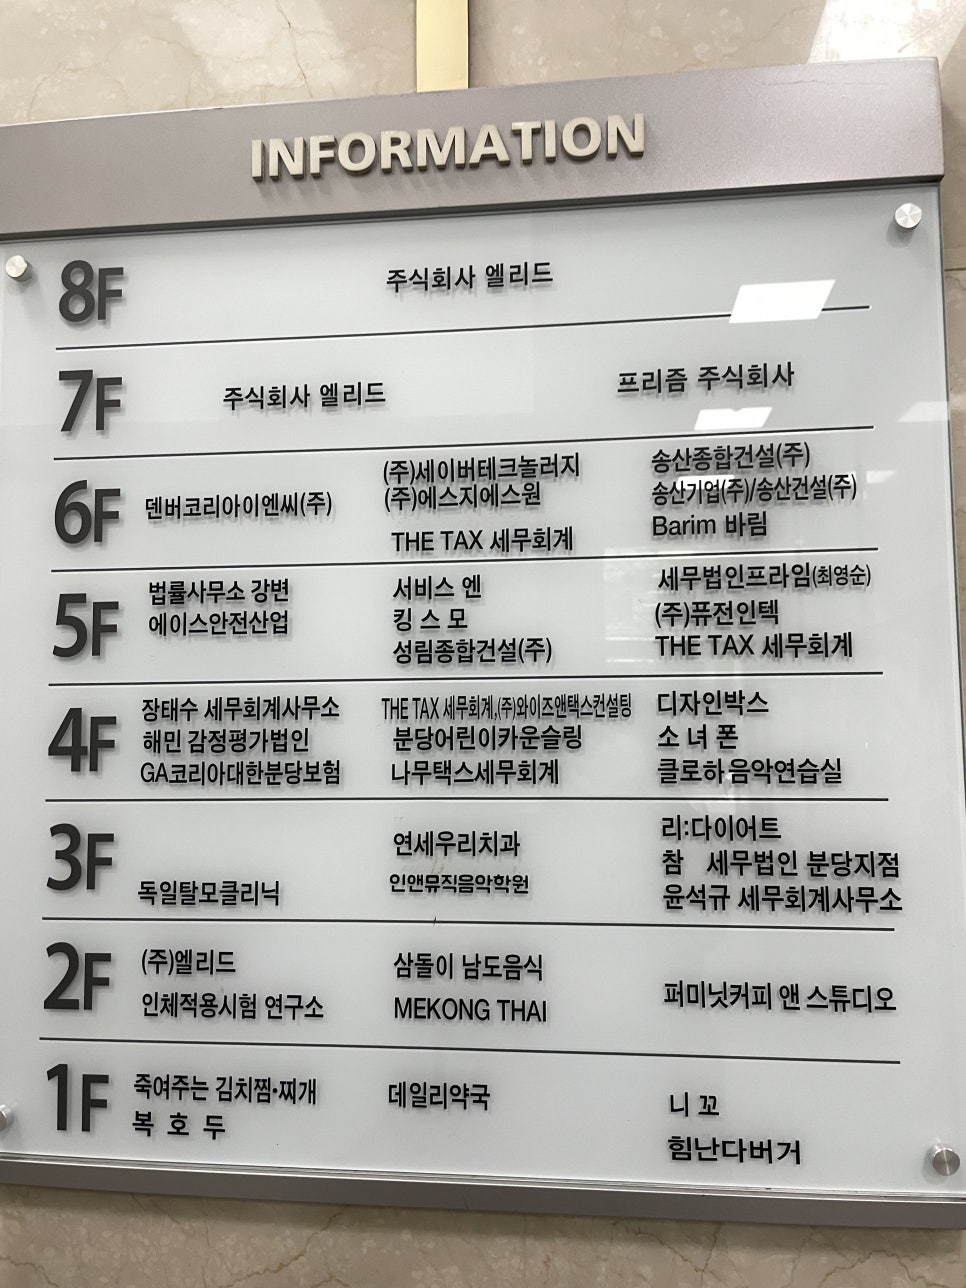 INFORMATION
8F
주식회사 엘리드
7F
주식회사 엘리드
프리즘 주식회사
6F
덴버코리아이엔씨(주)
(주)세이버테크놀러지
(주)에스지에스원
THE TAX 세무회계
송산종합건설(주)
송산기업(주)/송산건설(주)
Barim 바림
5F
법률사무소 강변
에이스안전산업
서비스 엔
킹 스 모
성림종합건설(주)
세무법인프라임(최영순)
(주)퓨전인텍
THE TAX 세무회계
4F
장태수 세무회계사무소
해민 감정평가법인
GA코리아대한분당보험
THE TAX 세무회계,(주)와이즈앤택스컨설팅
분당어린이카운슬링
나무택스세무회계
디자인박스
소 녀 폰
클로하 음악연습실
3F
독일탈모클리닉
연세우리치과
인앤뮤직음악학원
리:다이어트
참 세무법인 분당지점
윤석규 세무회계사무소
2F
(주)엘리드
인체적용시험 연구소
삼돌이 남도음식
MEKONG THAI
퍼미닛커피 앤 스튜디오
1F
죽여주는 김치찜·찌개
복 호 두
데일리약국
니 꼬
힘난다버거